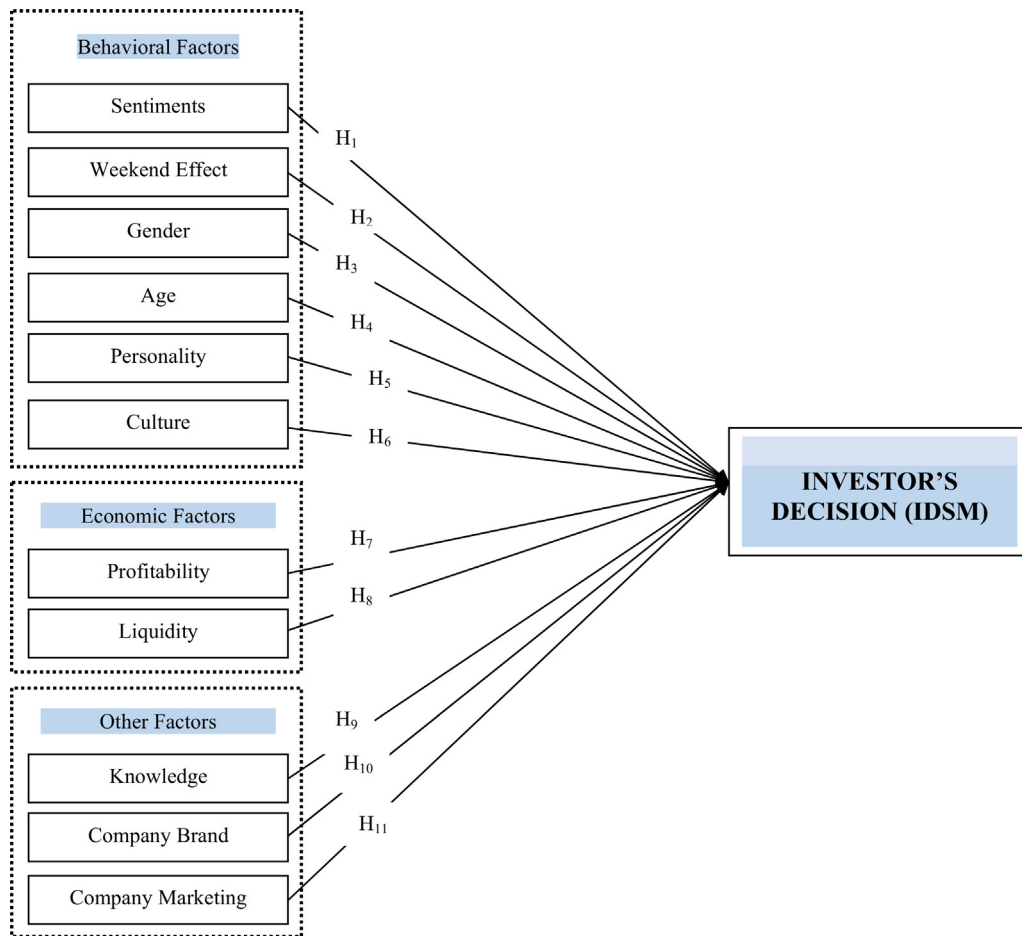 Behavioral Factors
Sentiments
Weekend Effect
Gender
Age
Personality
Culture
H₁
H₂
H₃
H₄
H₅
H₆
Economic Factors
Profitability
Liquidity
H₇
H₈
Other Factors
Knowledge
Company Brand
Company Marketing
H₉
H₁₀
H₁₁
INVESTOR’S
DECISION (IDSM)